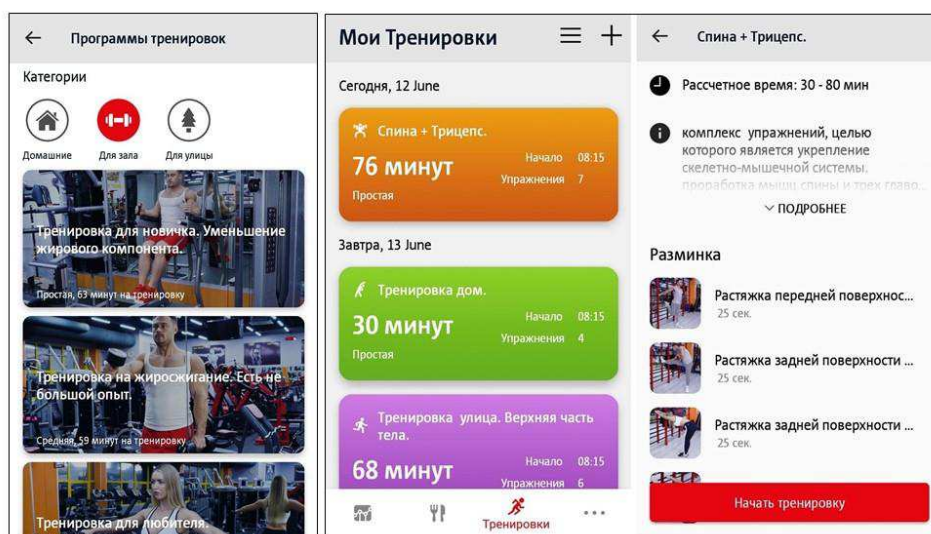 Программы тренировок
Категории
Домашние
Для зала
Для улицы
Тренировка для новичка. Уменьшение
жирового компонента.
Простая, 63 минут на тренировку
Тренировка на жиросжигание. Есть не
большой опыт.
Средняя, 59 минут на тренировку
Тренировка для любителя.
Мои Тренировки
Сегодня, 12 June
Спина + Трицепс.
76 минут
Начало 08:15
Упражнения 7
Простая
Завтра, 13 June
Тренировка дом.
30 минут
Начало 08:15
Упражнения 4
Простая
Тренировка улица. Верхняя часть
тела.
68 минут
Начало 08:15
Упражнения 6
Тренировки
Спина + Трицепс.
Рассчетное время: 30 - 80 мин
комплекс упражнений, целью
которого является укрепление
скелетно-мышечной системы.
проработка мышц спины и трех главо...
ПОДРОБНЕЕ
Разминка
Растяжка передней поверхнос...
25 сек.
Растяжка задней поверхности ...
25 сек.
Растяжка задней поверхности ...
25 сек.
Начать тренировку